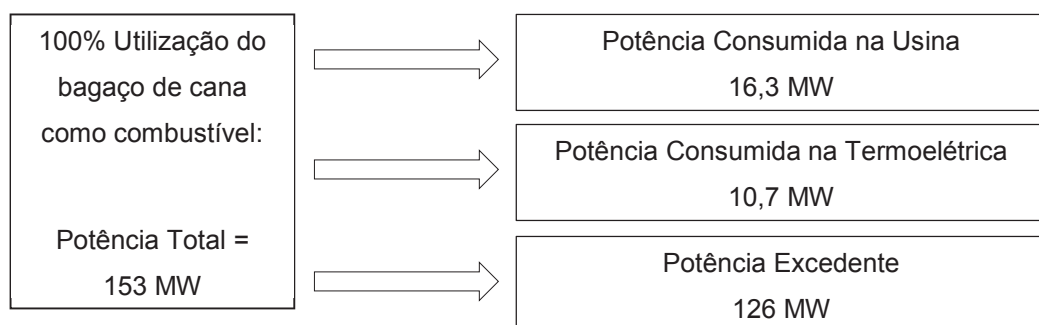 100% Utilização do
bagaço de cana
como combustível:
Potência Total =
153 MW
Potência Consumida na Usina
16,3 MW
Potência Consumida na Termoelétrica
10,7 MW
Potência Excedente
126 MW